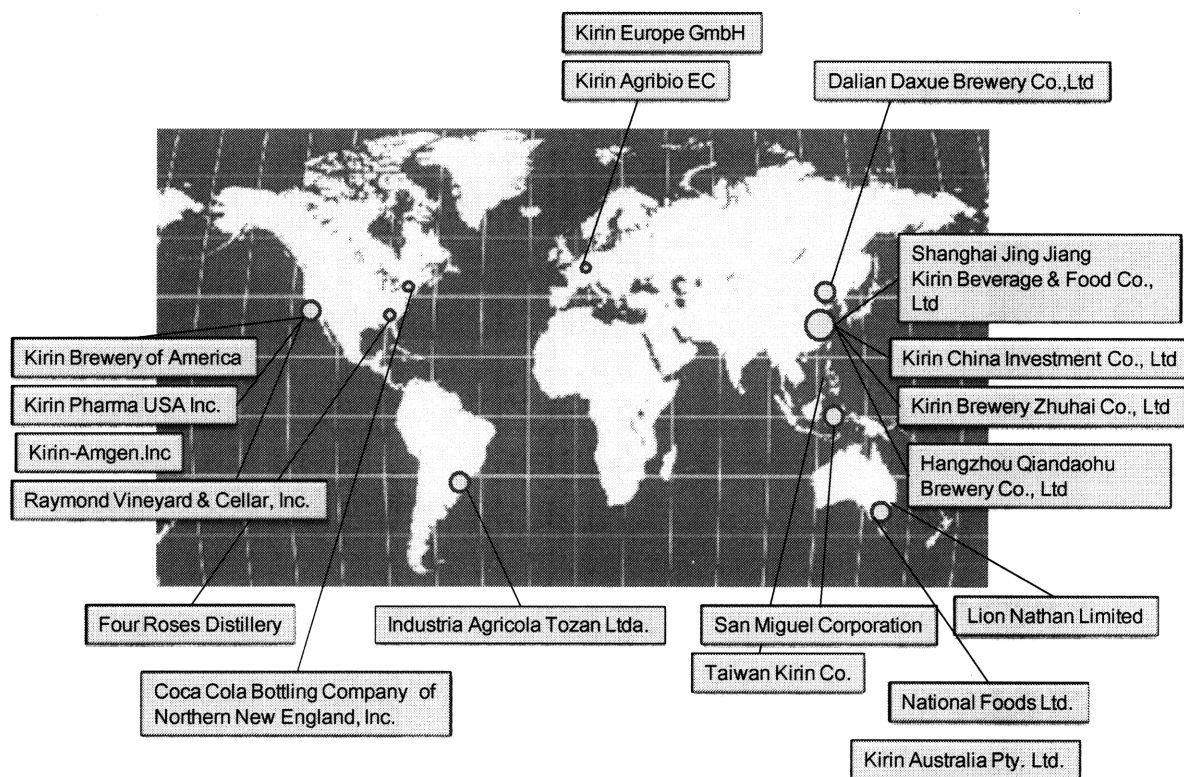 Kirin Europe GmbH
Kirin Agribio EC
Dalian Daxue Brewery Co.,Ltd
Shanghai Jing Jiang
Kirin Beverage & Food Co.,
Ltd
Kirin Brewery of America
Kirin China Investment Co., Ltd
Kirin Pharma USA Inc.
Kirin Brewery Zhuhai Co., Ltd
Kirin-Amgen.Inc
Raymond Vineyard & Cellar, Inc.
Hangzhou Qiandaohu
Brewery Co., Ltd
Four Roses Distillery
Industria Agricola Tozan Ltda.
San Miguel Corporation
Lion Nathan Limited
Taiwan Kirin Co.
Coca Cola Bottling Company of
Northern New England, Inc.
National Foods Ltd.
Kirin Australia Pty. Ltd.